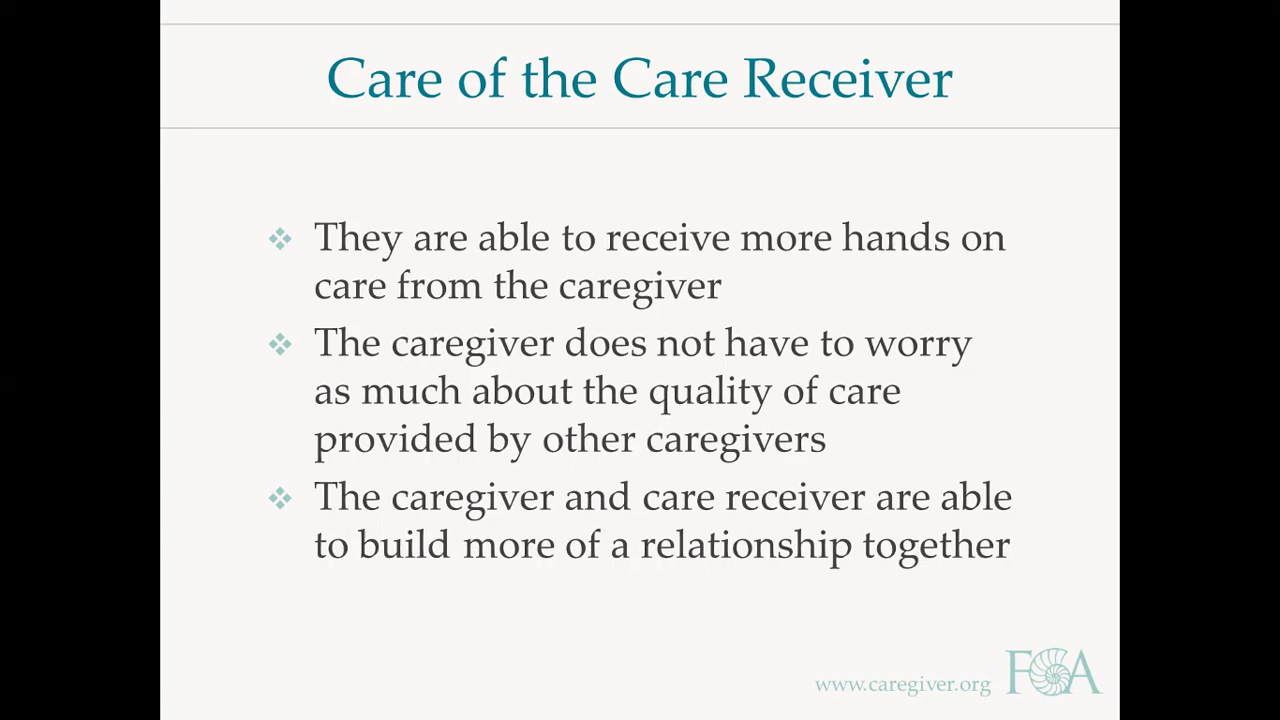 Care of the Care Receiver
They are able to receive more hands on
care from the caregiver
The caregiver does not have to worry
as much about the quality of care
provided by other caregivers
The caregiver and care receiver are able
to build more of a relationship together
www.caregiver.org FCA